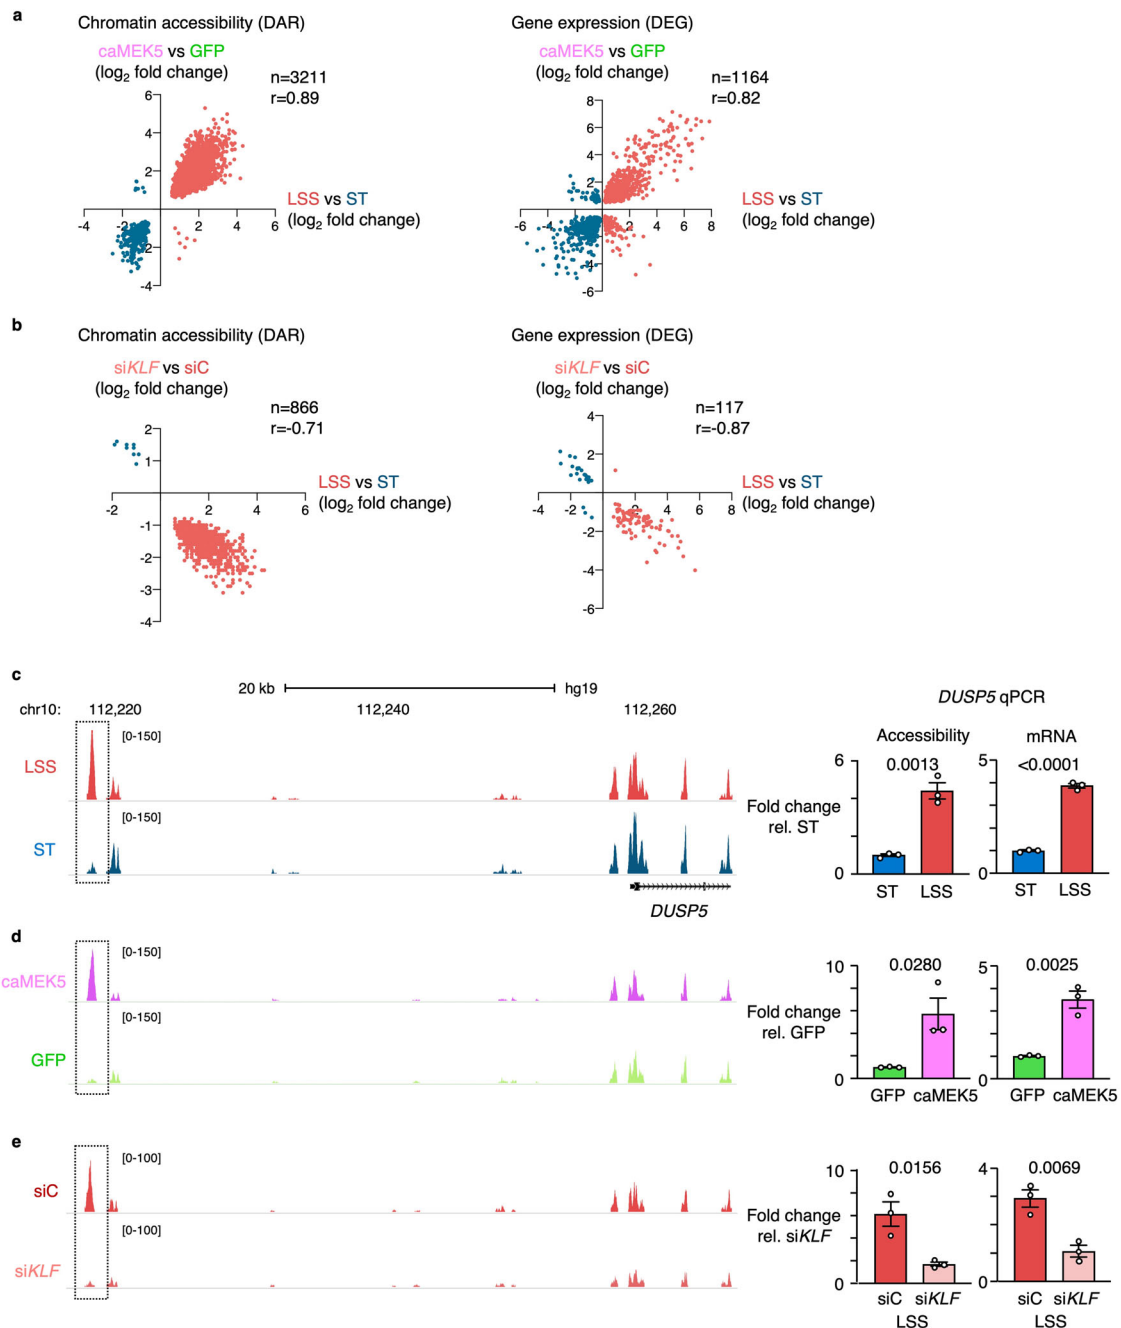 a
Chromatin accessibility (DAR)
caMEK5 vs GFP
(log2 fold change)
n=3211
r=0.89
6
4
2
-4
-2
2
4
6
-2
-4
LSS vs ST
(log2 fold change)
Gene expression (DEG)
caMEK5 vs GFP
(log2 fold change)
n=1164
r=0.82
8
6
4
2
-6
-4
-2
2
4
6
8
-4
-6
LSS vs ST
(log2 fold change)
b
Chromatin accessibility (DAR)
siKLF vs siC
(log2 fold change)
n=866
r=-0.71
2
1
-2
2
4
6
-1
-2
-3
-4
LSS vs ST
(log2 fold change)
Gene expression (DEG)
siKLF vs siC
(log2 fold change)
n=117
r=-0.87
4
2
-4
-2
2
4
6
8
-2
-4
-6
LSS vs ST
(log2 fold change)
c
20 kb
hg19
chr10:
112,220
112,240
112,260
[0-150]
LSS
[0-150]
ST
DUSP5
DUSP5 qPCR
Accessibility
mRNA
Fold change
rel. ST
6
0
0.0013
ST
LSS
5
0
<0.0001
ST
LSS
d
[0-150]
caMEK5
[0-150]
GFP
Fold change
rel. GFP
10
0
0.0280
GFP
caMEK5
5
0
0.0025
GFP
caMEK5
e
[0-100]
siC
[0-100]
siKLF
Fold change
rel. siKLF
10
0
0.0156
siC
siKLF
LSS
4
0
0.0069
siC
siKLF
LSS